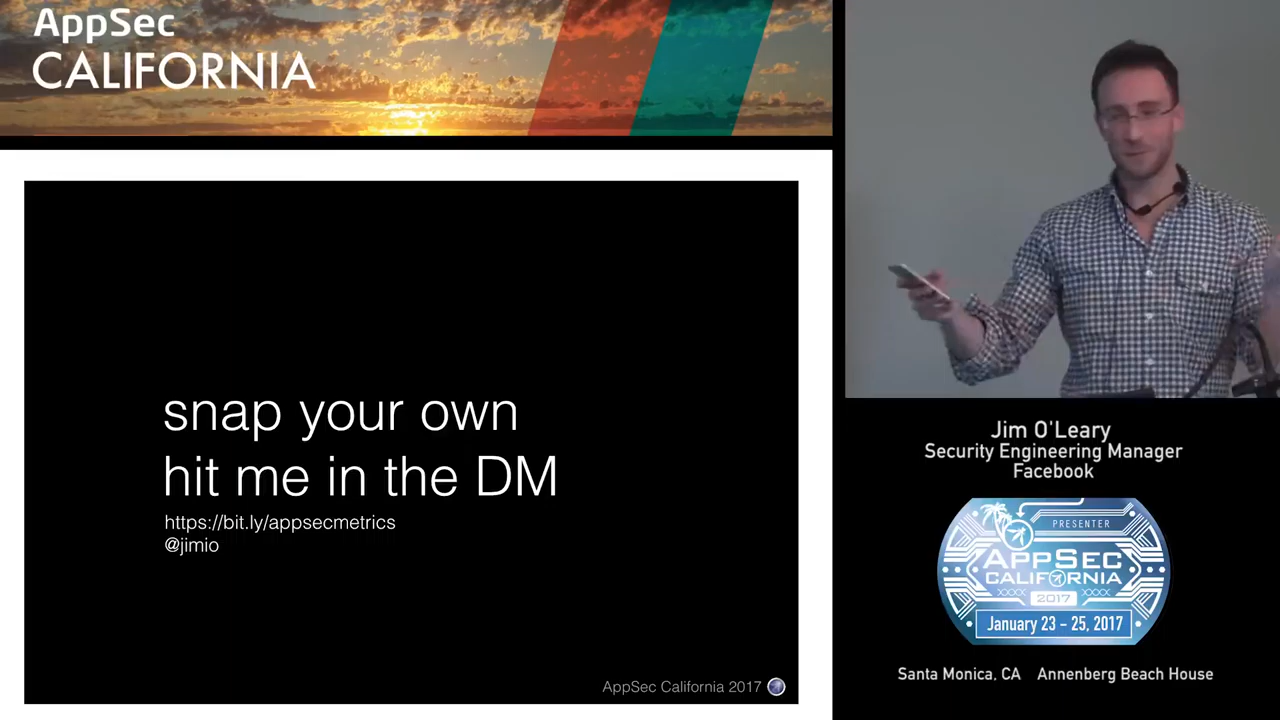 AppSec
CALIFORNIA
snap your own
hit me in the DM
https://bit.ly/appsecmetrics
@jimio
AppSec California 2017
Jim O'Leary
Security Engineering Manager
Facebook
PRESENTER
APPSEC
CALIFORNIA
XXXX 2017 XXXX
January 23 - 25, 2017
Santa Monica, CA Annenberg Beach House